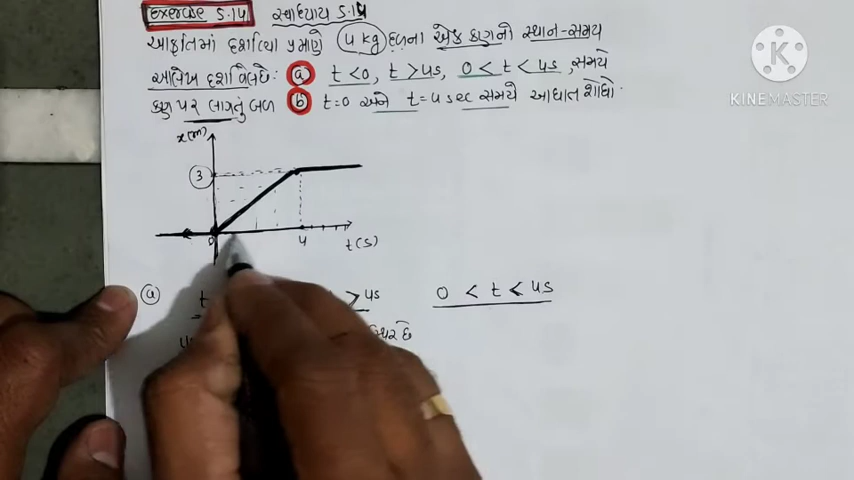 Exercise 5.14 સ્વાધ્યાય 5.14
આકૃતિમાં દર્શાવ્યા પ્રમાણે 4 kg દળના એક કણનો સ્થાન-સમય
આલેખ દર્શાવેલ છે: a t < 0, t > 4s, 0 < t < 4s, સમયે
કણ પર લાગતું બળ b t=0 અને t=4 sec સમયે આઘાત શોધો.
x(m)
3
0 4 t(s)
a t > 4s 0 < t < 4s
સ્થિર છે
KINEMASTER